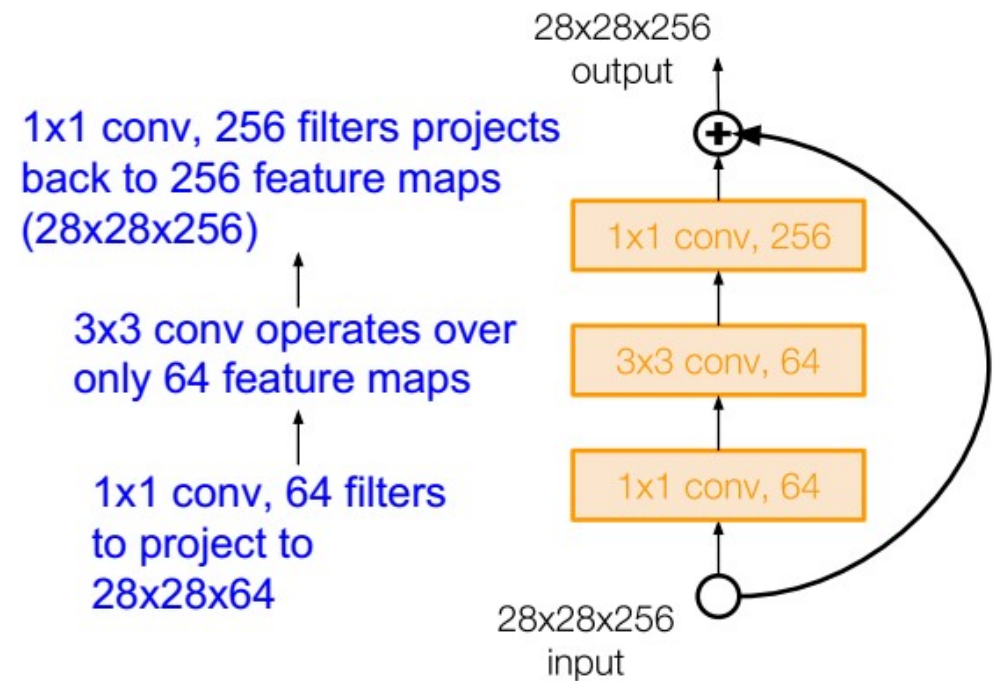 28x28x256
output
1x1 conv, 256 filters projects
back to 256 feature maps
(28x28x256)
3x3 conv operates over
only 64 feature maps
1x1 conv, 64 filters
to project to
28x28x64
1x1 conv, 256
3x3 conv, 64
1x1 conv, 64
28x28x256
input